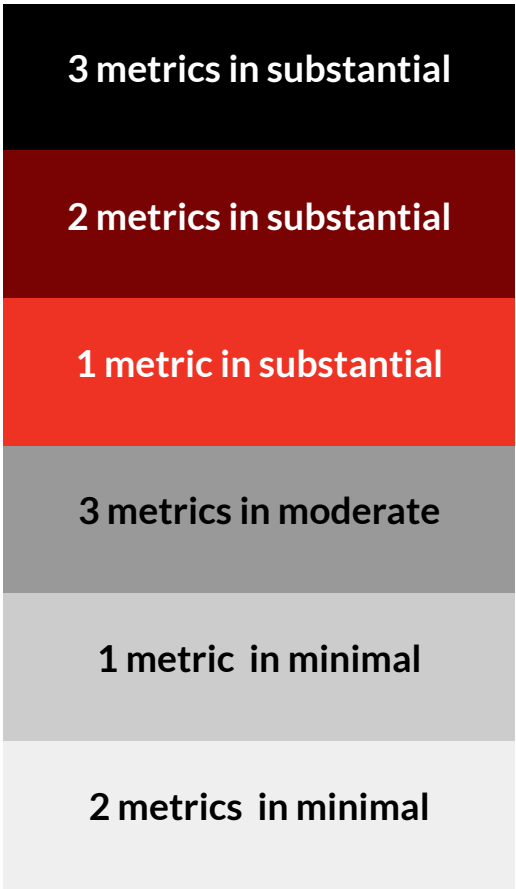 3 metrics in substantial
2 metrics in substantial
1 metric in substantial
3 metrics in moderate
1 metric  in minimal
2 metrics  in minimal